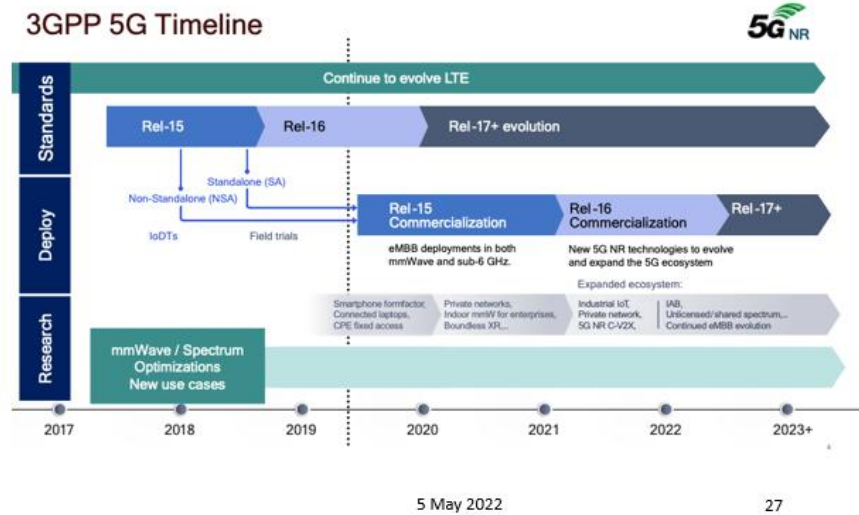 3GPP 5G Timeline
5G NR
Standards
Continue to evolve LTE
Rel-15
Rel-16
Rel-17+ evolution
Standalone (SA)
Non-Standalone (NSA)
IoDTs
Field trials
Deploy
Rel-15
Commercialization
Rel-16
Commercialization
Rel-17+
eMBB deployments in both
mmWave and sub-6 GHz.
New 5G NR technologies to evolve
and expand the 5G ecosystem
Expanded ecosystem:
Research
Smartphone formfactor,
Connected laptops,
CPE fixed access
Private networks,
Indoor mmW for enterprises,
Boundless XR,..
Industrial IoT,
Private network,
5G NR C-V2X,
IAB,
Unlicensed/shared spectrum,..
Continued eMBB evolution
mmWave / Spectrum
Optimizations
New use cases
2017
2018
2019
2020
2021
2022
2023+
5 May 2022
27